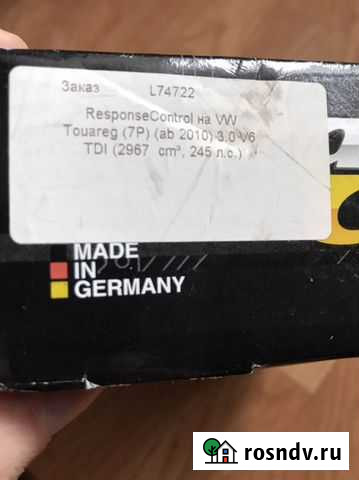 Заказ L74722
ResponseControl на VW
Touareg (7P) (ab 2010) 3.0 V6
TDI (2967 cm³, 245 л.с.)
MADE
IN
GERMANY
rosndv.ru